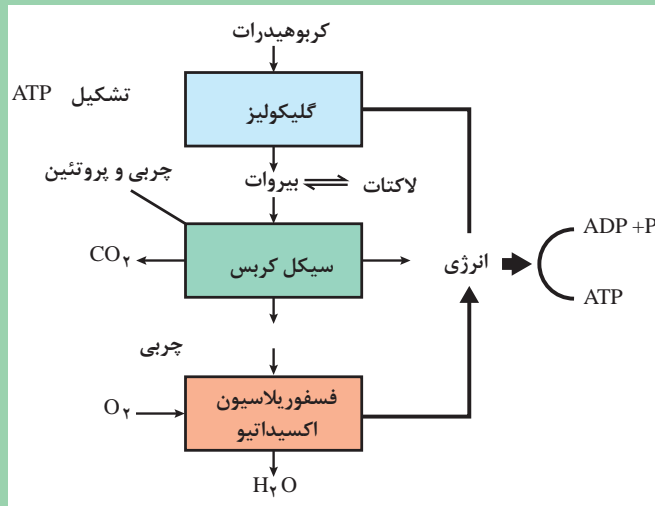 کربوهیدرات
تشکیل ATP
گلیکولیز
چربی و پروتئین
بیروات
لاکتات
CO۲
سیکل کربس
انرژی
ADP +P
ATP
چربی
O۲
فسفوریلاسیون
اکسیداتیو
H۲O